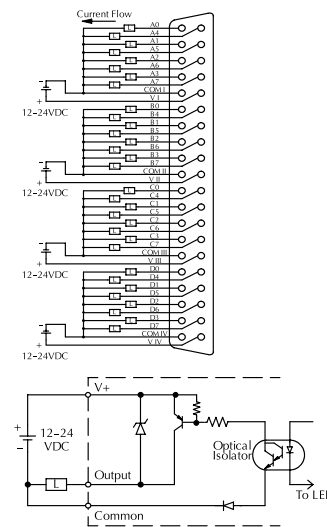 Current Flow
A0
L
A4
L
A1
L
A5
L
A2
L
A6
L
A3
L
A7
L
COM I
V I
- +
12–24VDC
B0
L
B4
L
B1
L
B5
L
B2
L
B6
L
B3
L
B7
L
COM II
V II
- +
12–24VDC
C0
L
C4
L
C1
L
C5
L
C2
L
C6
L
C3
L
C7
L
COM III
V III
- +
12–24VDC
D0
L
D4
L
D1
L
D5
L
D2
L
D6
L
D3
L
D7
L
COM IV
V IV
- +
12–24VDC
V+
+
12–24
VDC
-
Optical
Isolator
L
Output
To LE
Common